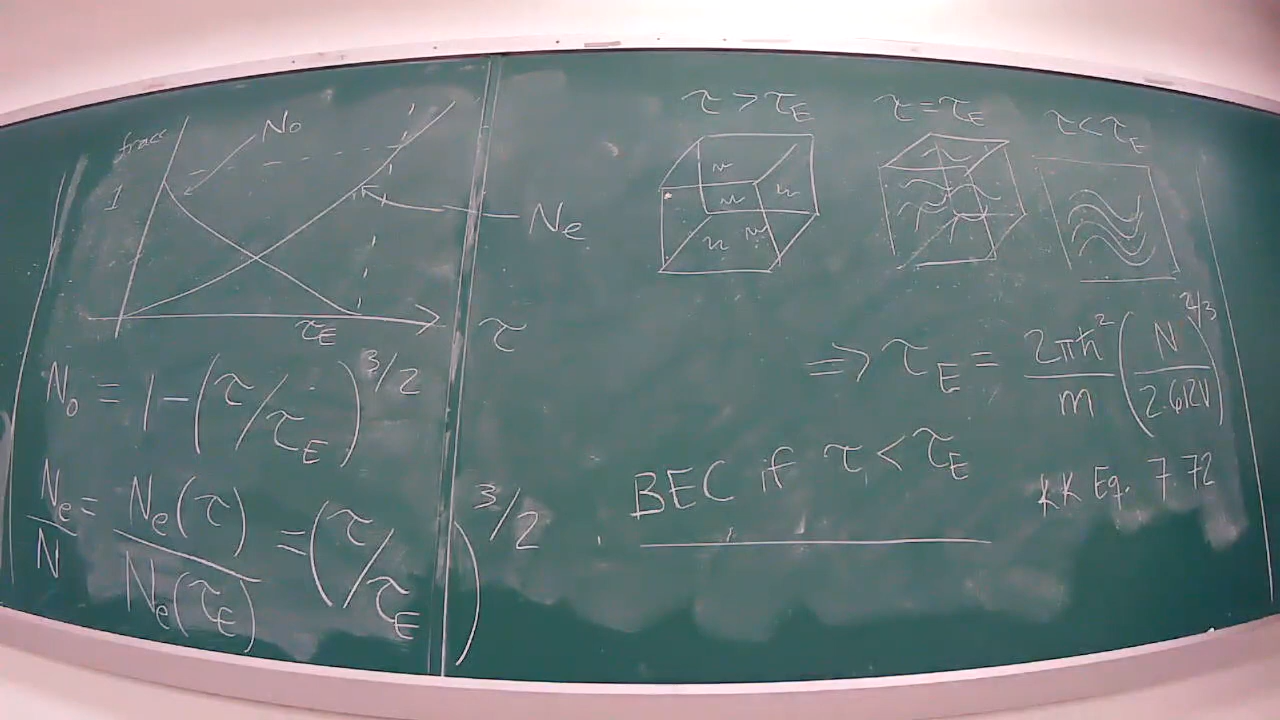 frac
1
N₀
Nₑ
τ_E
τ
N₀ = 1 - (τ/τ_E)^3/2
Nₑ/N = Nₑ(τ)/Nₑ(τ_E) = (τ/τ_E)^3/2
τ > τ_E
τ = τ_E
τ < τ_E
⇒ τ_E = 2πħ²/m (N/2.612V)^2/3
BEC if τ < τ_E
KK Eq. 7.72